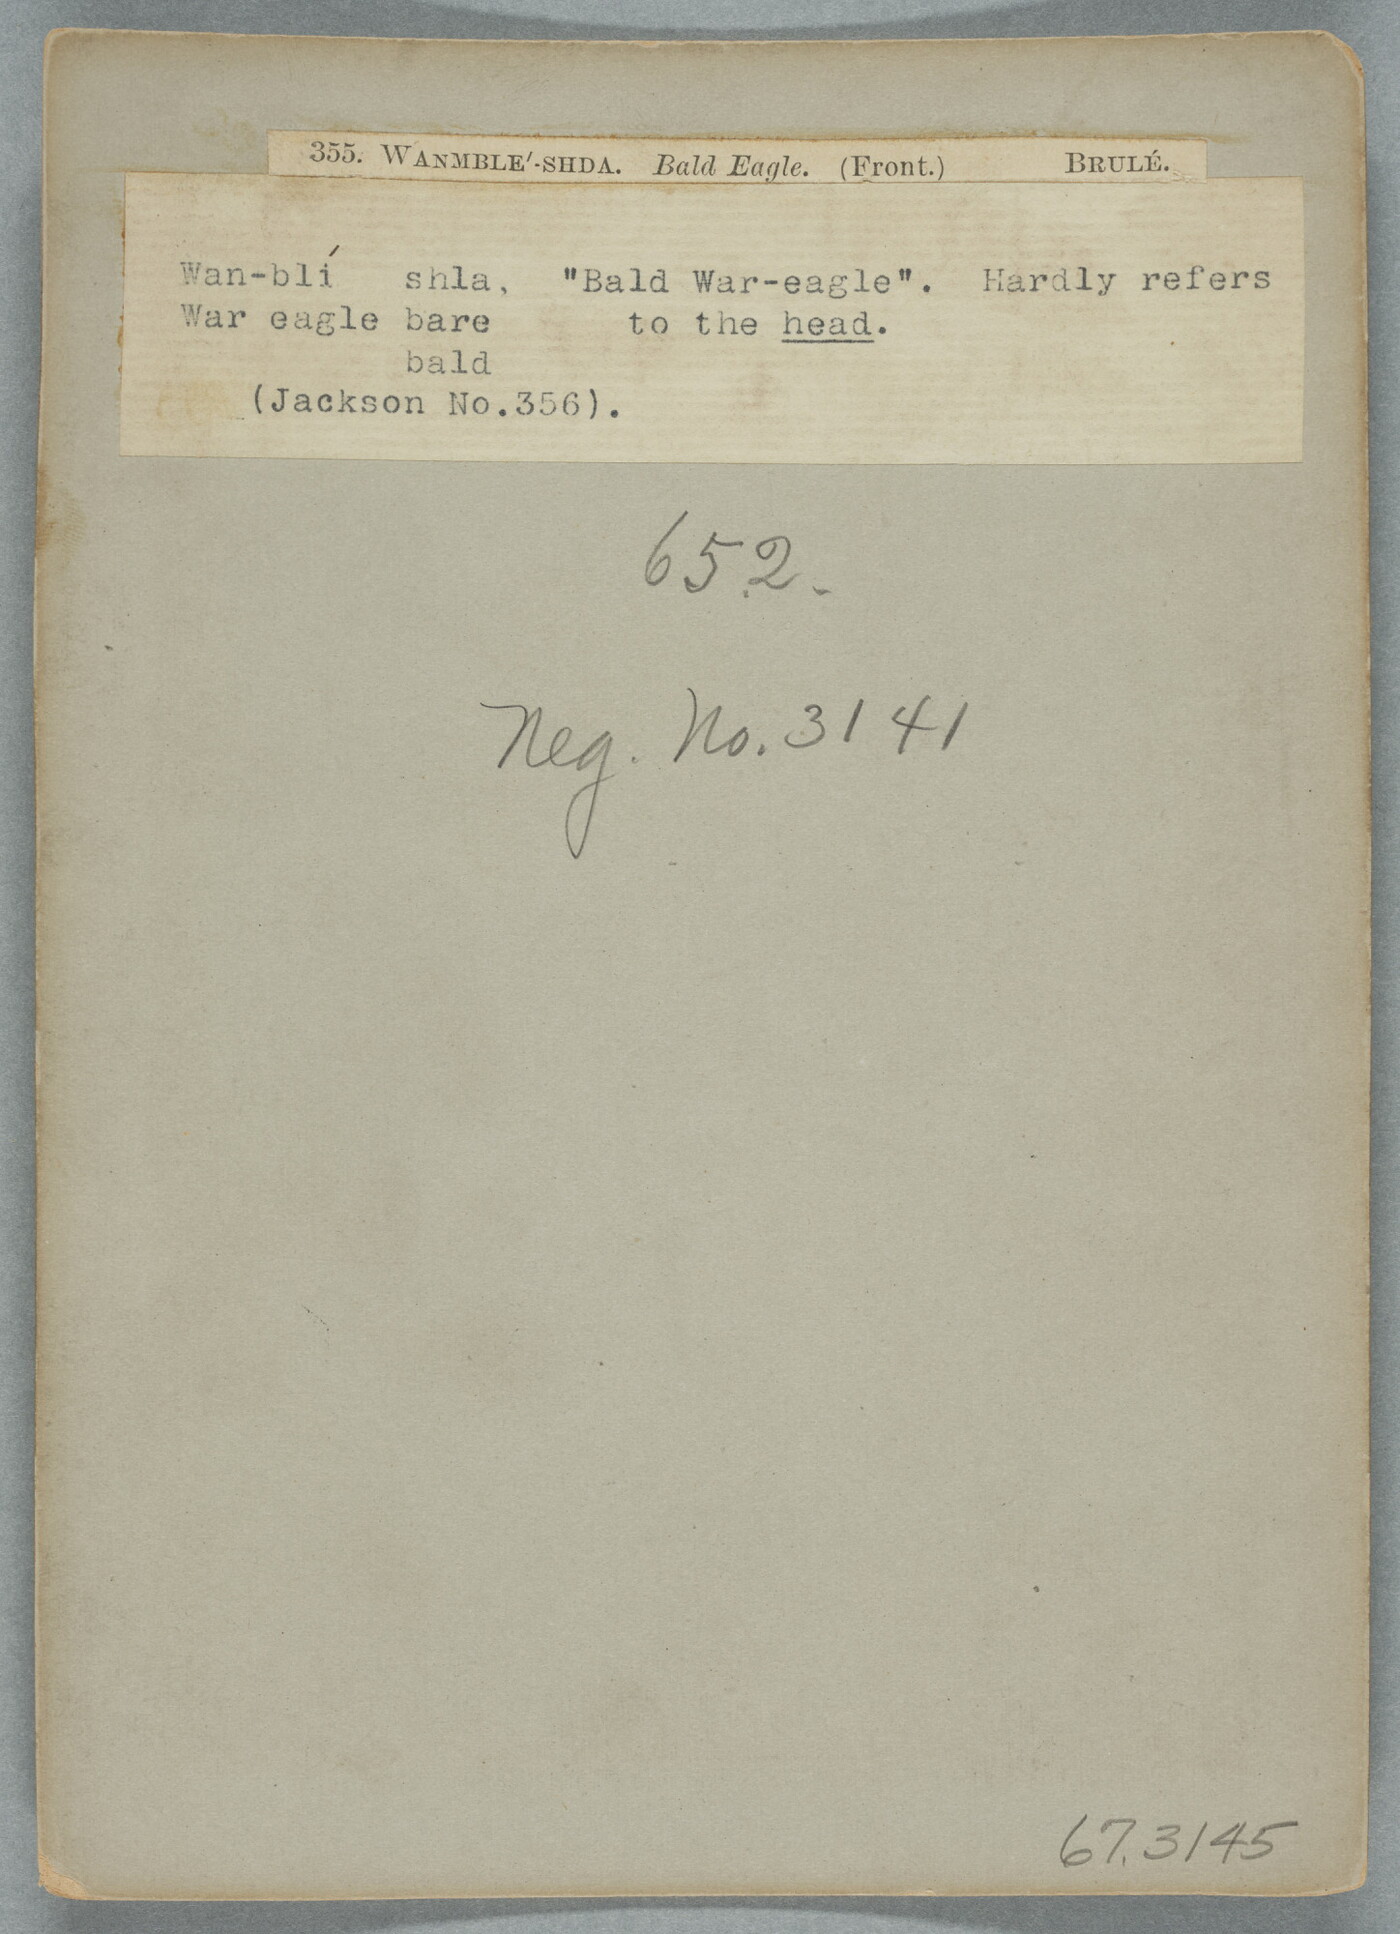 355. WANMBLE'-SHDA. Bald Eagle. (Front.) BRULÉ.
Wan-blí shla, "Bald War-eagle". Hardly refers
War eagle bare to the head.
bald
(Jackson No.356).
652.
Neg. No. 3141
67.3145